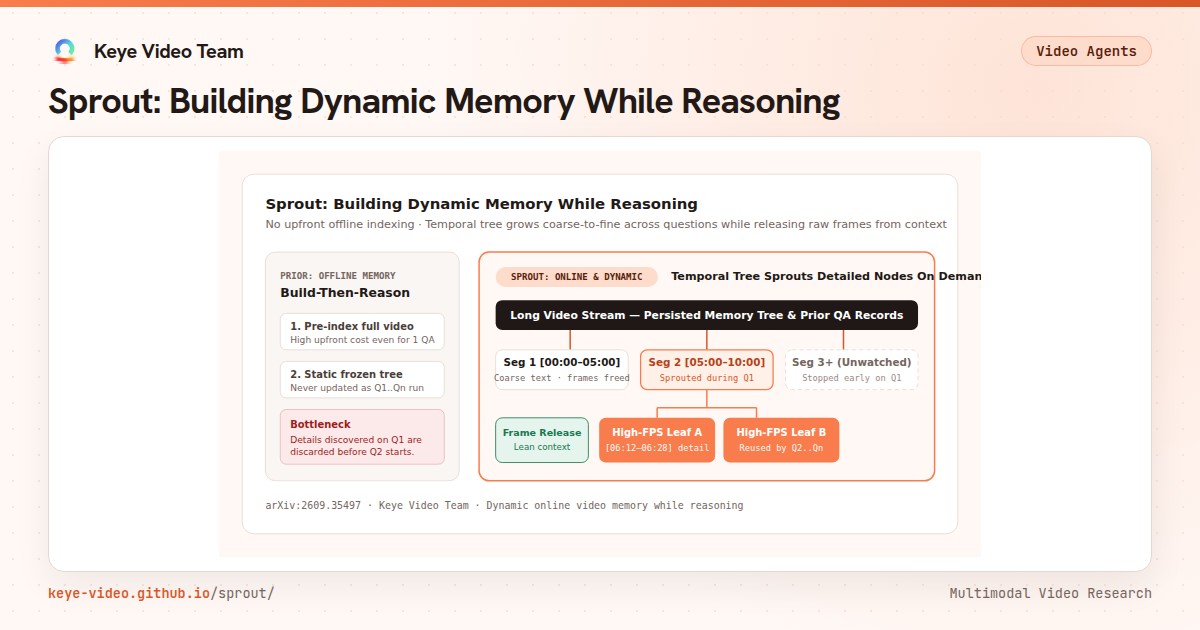 Keye Video Team
Video Agents
Sprout: Building Dynamic Memory While Reasoning
Sprout: Building Dynamic Memory While Reasoning
No upfront offline indexing · Temporal tree grows coarse-to-fine across questions while releasing raw frames from context
PRIOR: OFFLINE MEMORY
Build-Then-Reason
1. Pre-index full video
High upfront cost even for 1 QA
2. Static frozen tree
Never updated as Q1..Qn run
Bottleneck
Details discovered on Q1 are
discarded before Q2 starts.
SPROUT: ONLINE & DYNAMIC
Temporal Tree Sprouts Detailed Nodes On Deman
Long Video Stream — Persisted Memory Tree & Prior QA Records
Seg 1 [00:00–05:00]
Coarse text · frames freed
Seg 2 [05:00–10:00]
Sprouted during Q1
Seg 3+ (Unwatched)
Stopped early on Q1
Frame Release
Lean context
High-FPS Leaf A
[06:12–06:28] detail
High-FPS Leaf B
Reused by Q2..Qn
arXiv:2609.35497 · Keye Video Team · Dynamic online video memory while reasoning
keye-video.github.io/sprout/
Multimodal Video Research